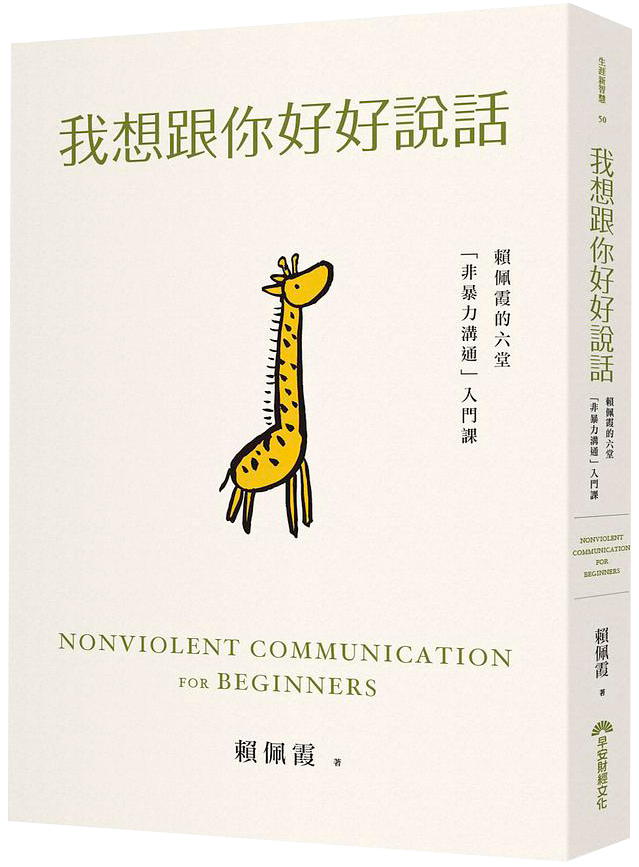 我想跟你好好說話
賴佩霞的六堂
「非暴力溝通」入門課
NONVIOLENT COMMUNICATION
FOR BEGINNERS
賴佩霞 著
生涯新智慧 50
我想跟你好好說話
賴佩霞的六堂
「非暴力溝通」入門課
NONVIOLENT
COMMUNICATION
FOR
BEGINNERS
賴佩霞 著
早安財經文化